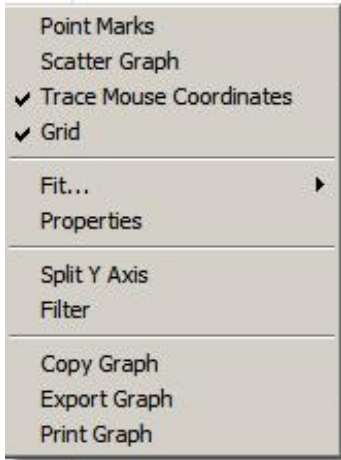 Point Marks
Scatter Graph
Trace Mouse Coordinates
Grid
Fit...
Properties
Split Y Axis
Filter
Copy Graph
Export Graph
Print Graph